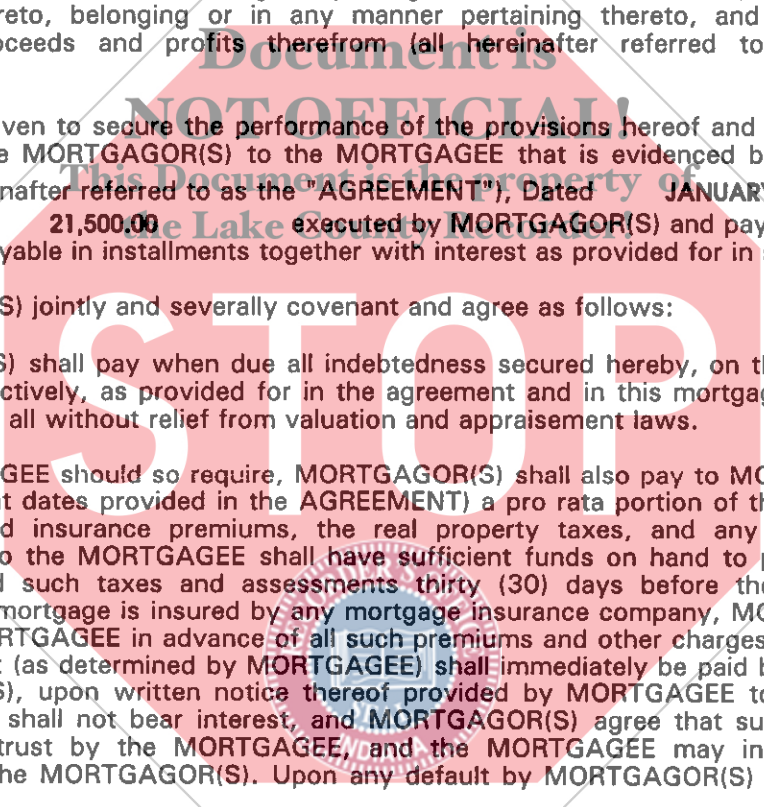 reto, belonging or in any manner pertaining thereto, and
oceeds and profits therefrom (all hereinafter referred to
Document is
NOT OFFICIAL!
ven to secure the performance of the provisions hereof and
e MORTGAGOR(S) to the MORTGAGEE that is evidenced b
This Document is the property of
nafter referred to as the "AGREEMENT"), Dated JANUARY
the Lake County Recorder!
21,500.00 executed by MORTGAGOR(S) and pay
yable in installments together with interest as provided for in s
S) jointly and severally covenant and agree as follows:
STOP
S) shall pay when due all indebtedness secured hereby, on th
ctively, as provided for in the agreement and in this mortgag
all without relief from valuation and appraisement laws.
GEE should so require, MORTGAGOR(S) shall also pay to MO
t dates provided in the AGREEMENT) a pro rata portion of th
d insurance premiums, the real property taxes, and any
o the MORTGAGEE shall have sufficient funds on hand to p
d such taxes and assessments thirty (30) days before the
mortgage is insured by any mortgage insurance company, MO
RTGAGEE in advance of all such premiums and other charges
t (as determined by MORTGAGEE) shall immediately be paid b
S), upon written notice thereof provided by MORTGAGEE to
shall not bear interest, and MORTGAGOR(S) agree that su
trust by the MORTGAGEE, and the MORTGAGEE may in
he MORTGAGOR(S). Upon any default by MORTGAGOR(S)
SEAL
INDIANA